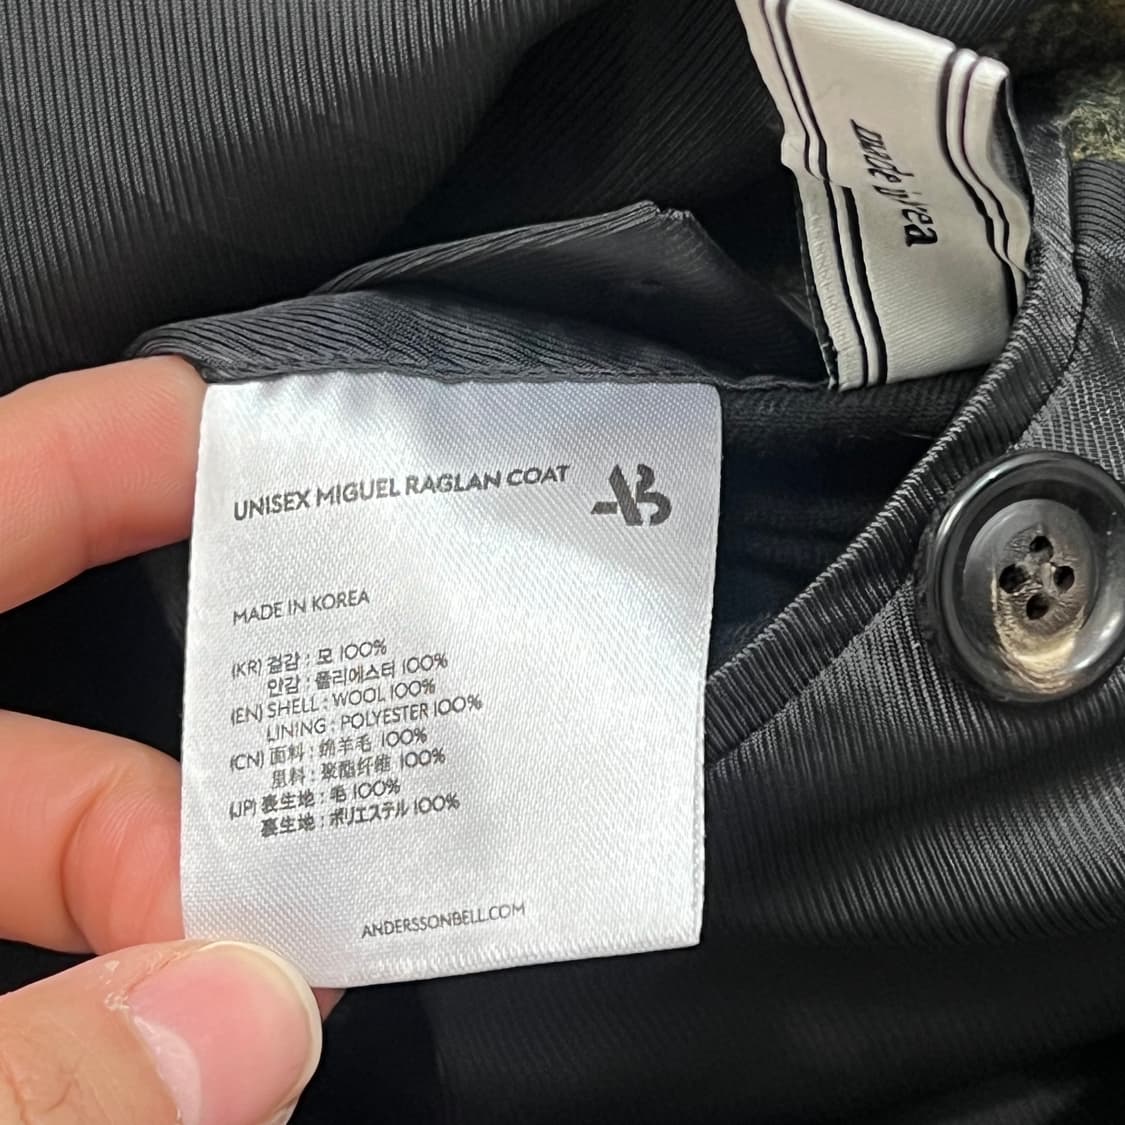 UNISEX MIGUEL RAGLAN COAT
AB
MADE IN KOREA
(KR) 겉감 : 모 100%
안감 : 폴리에스터 100%
(EN) SHELL : WOOL 100%
LINING : POLYESTER 100%
(CN) 面料 : 绵羊毛 100%
里料 : 聚酯纤维 100%
(JP) 表生地 : 毛 100%
裏生地 : ポリエステル 100%
ANDERSSONBELL.COM